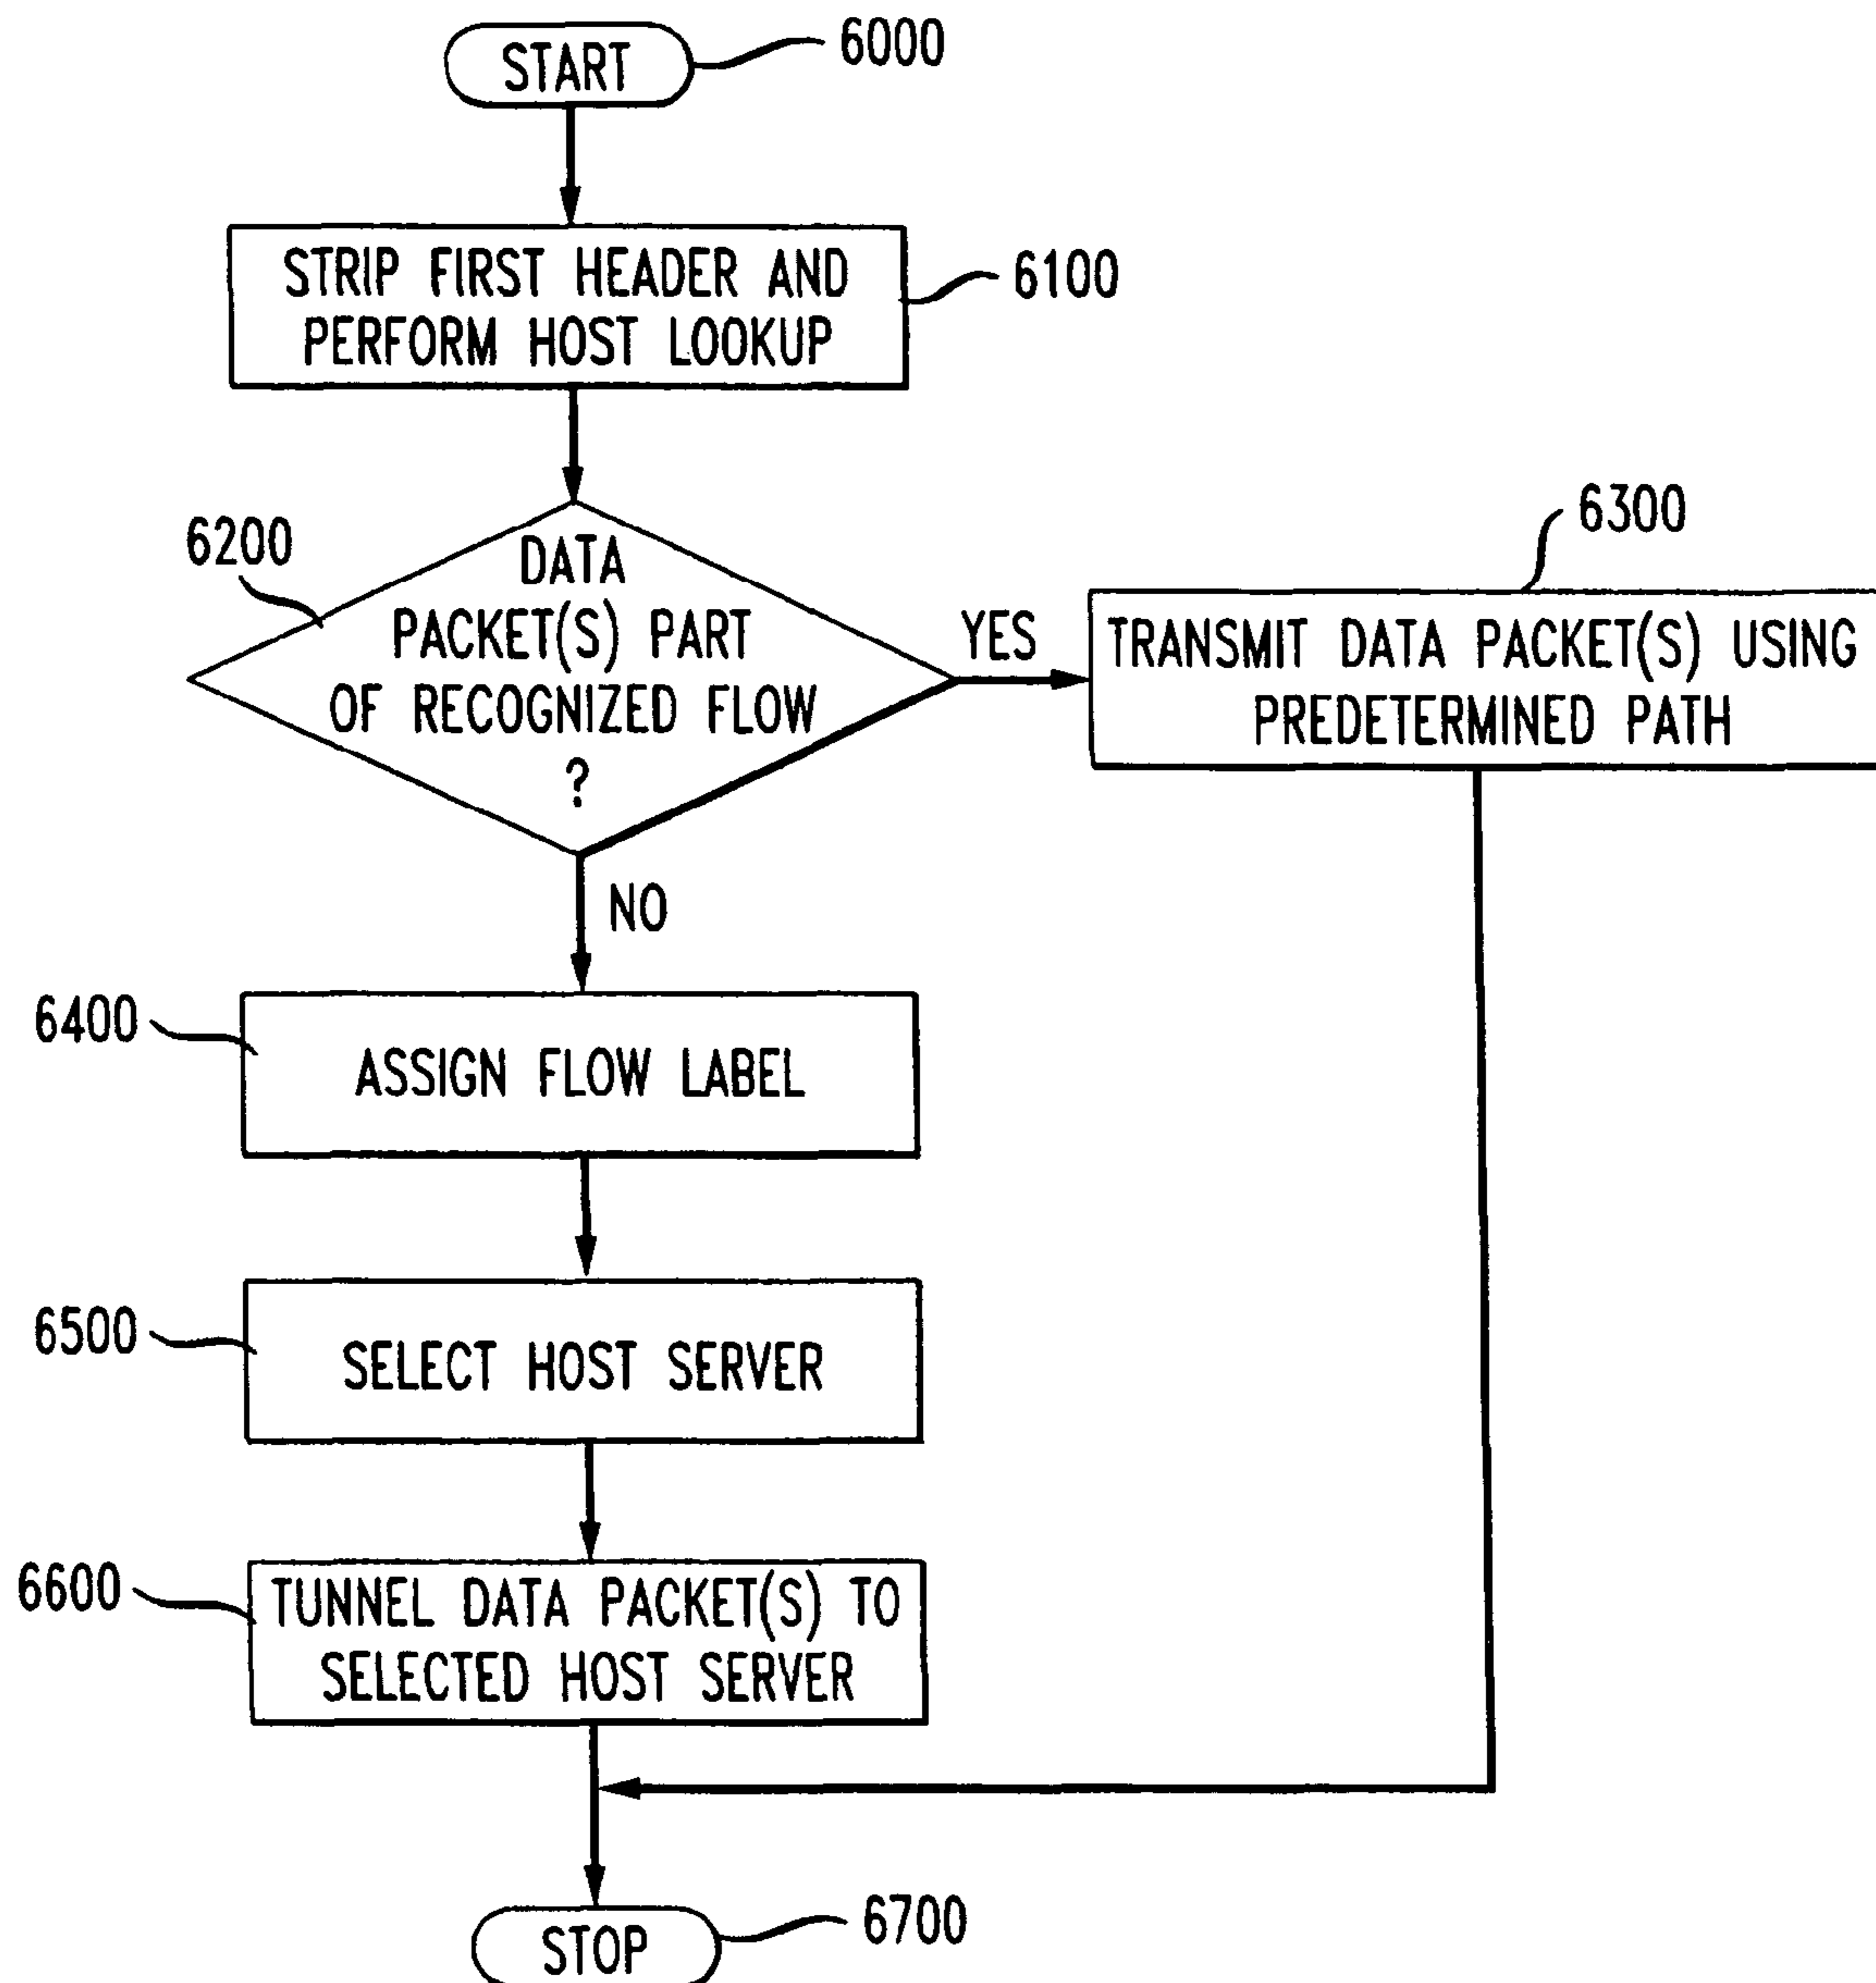 START
6000
STRIP FIRST HEADER AND
PERFORM HOST LOOKUP
6100
6200
DATA
PACKET(S) PART
OF RECOGNIZED FLOW
?
YES
6300
TRANSMIT DATA PACKET(S) USING
PREDETERMINED PATH
NO
6400
ASSIGN FLOW LABEL
6500
SELECT HOST SERVER
6600
TUNNEL DATA PACKET(S) TO
SELECTED HOST SERVER
STOP
6700